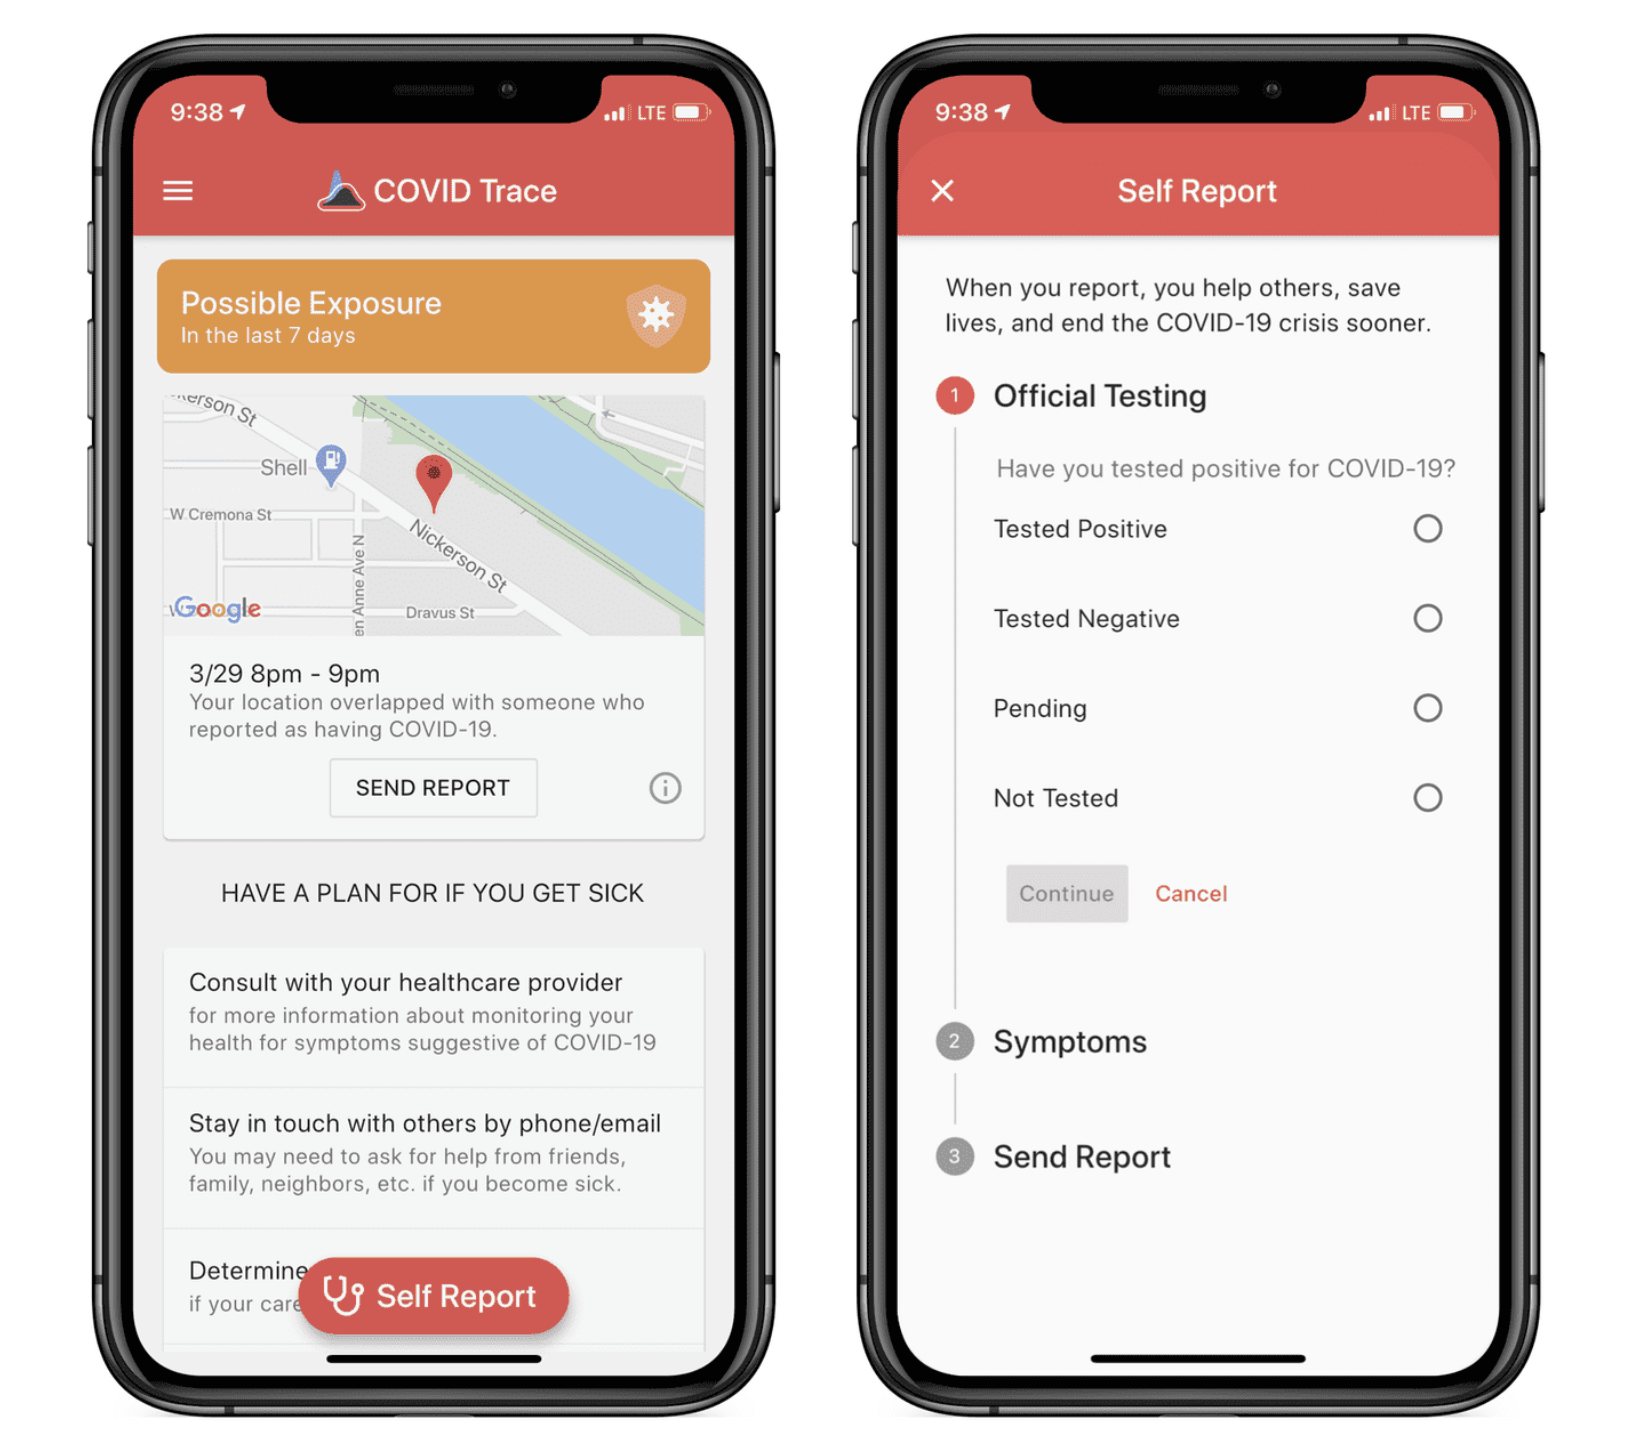 9:38
LTE
COVID Trace
Possible Exposure
In the last 7 days
kerson St
Shell
W Cremona St
Nickerson St
en Anne Ave N
Dravus St
Google
3/29 8pm - 9pm
Your location overlapped with someone who
reported as having COVID-19.
SEND REPORT
HAVE A PLAN FOR IF YOU GET SICK
Consult with your healthcare provider
for more information about monitoring your
health for symptoms suggestive of COVID-19
Stay in touch with others by phone/email
You may need to ask for help from friends,
family, neighbors, etc. if you become sick.
Determine
if your care
Self Report
9:38
LTE
Self Report
When you report, you help others, save
lives, and end the COVID-19 crisis sooner.
1 Official Testing
Have you tested positive for COVID-19?
Tested Positive
Tested Negative
Pending
Not Tested
Continue Cancel
2 Symptoms
3 Send Report